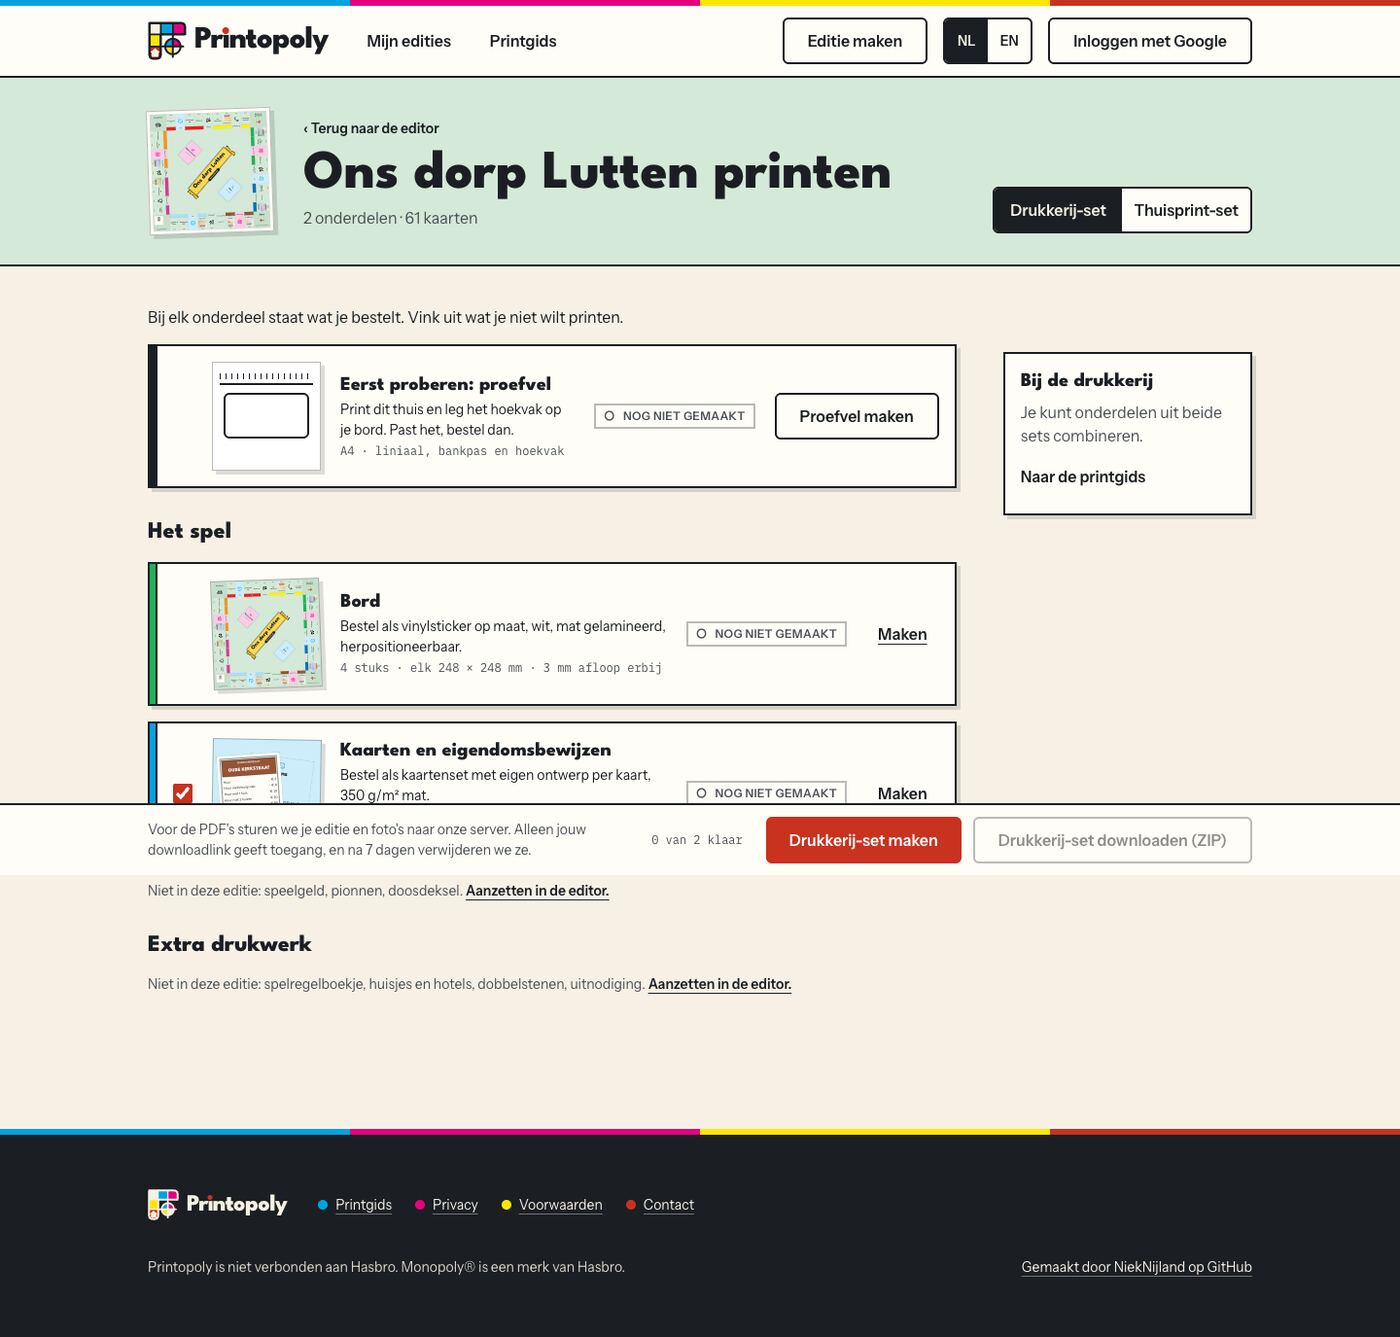 Printopoly
Mijn edities
Printgids
Editie maken
NL
EN
Inloggen met Google
‹ Terug naar de editor
Ons dorp Lutten printen
2 onderdelen · 61 kaarten
Drukkerij-set
Thuisprint-set
Ons dorp Lutten
Bij elk onderdeel staat wat je bestelt. Vink uit wat je niet wilt printen.
Eerst proberen: proefvel
Print dit thuis en leg het hoekvak op
je bord. Past het, bestel dan.
A4 · liniaal, bankpas en hoekvak
NOG NIET GEMAAKT
Proefvel maken
Bij de drukkerij
Je kunt onderdelen uit beide
sets combineren.
Naar de printgids
Het spel
Ons dorp Lutten
Bord
Bestel als vinylsticker op maat, wit, mat gelamineerd,
herpositioneerbaar.
4 stuks · elk 248 × 248 mm · 3 mm afloop erbij
NOG NIET GEMAAKT
Maken
OUDE KERKSTRAAT
Kaarten en eigendomsbewijzen
Bestel als kaartenset met eigen ontwerp per kaart,
350 g/m² mat.
NOG NIET GEMAAKT
Maken
Voor de PDF's sturen we je editie en foto's naar onze server. Alleen jouw
downloadlink geeft toegang, en na 7 dagen verwijderen we ze.
0 van 2 klaar
Drukkerij-set maken
Drukkerij-set downloaden (ZIP)
Niet in deze editie: speelgeld, pionnen, doosdeksel. Aanzetten in de editor.
Extra drukwerk
Niet in deze editie: spelregelboekje, huisjes en hotels, dobbelstenen, uitnodiging. Aanzetten in de editor.
Printopoly
Printgids
Privacy
Voorwaarden
Contact
Printopoly is niet verbonden aan Hasbro. Monopoly® is een merk van Hasbro.
Gemaakt door NiekNijland op GitHub